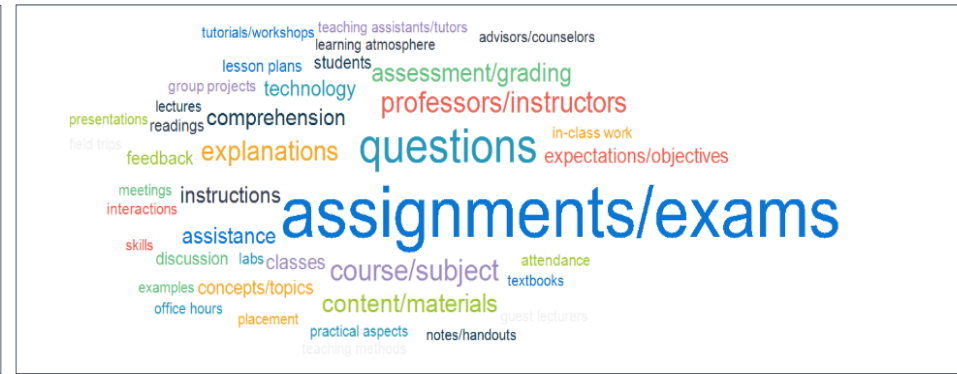 tutorials/workshops teaching assistants/tutors
learning atmosphere advisors/counselors
lesson plans students assessment/grading
group projects technology professors/instructors
lectures
presentations readings comprehension questions in-class work
field trips
feedback explanations expectations/objectives
meetings instructions assignments/exams
interactions
skills assistance
discussion labs classes course/subject attendance
textbooks
examples concepts/topics content/materials
office hours guest lecturers
placement
practical aspects notes/handouts
teaching methods